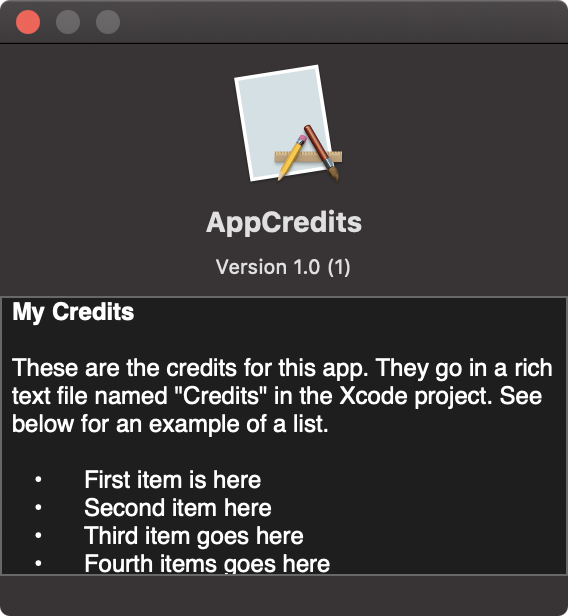 AppCredits
Version 1.0 (1)
My Credits
These are the credits for this app. They go in a rich
text file named "Credits" in the Xcode project. See
below for an example of a list.
• First item is here
• Second item here
• Third item goes here
• Fourth items goes here